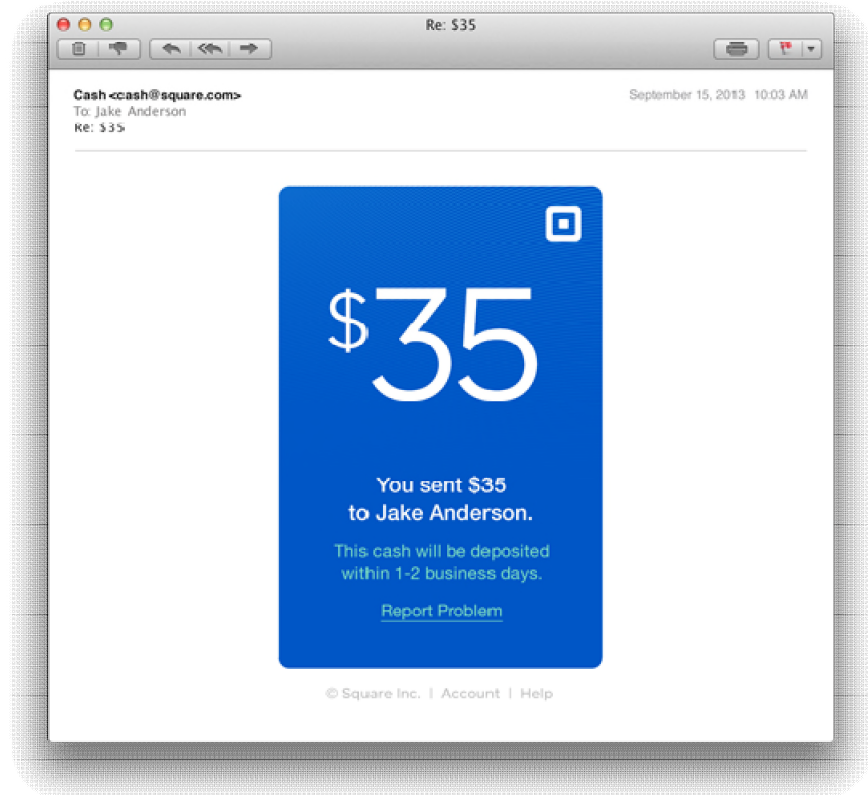 Re: $35
Cash <cash@square.com>
September 15, 2013 10:03 AM
To: Jake Anderson
Re: $35
$35
You sent $35
to Jake Anderson.
This cash will be deposited
within 1-2 business days.
Report Problem
© Square Inc. | Account | Help